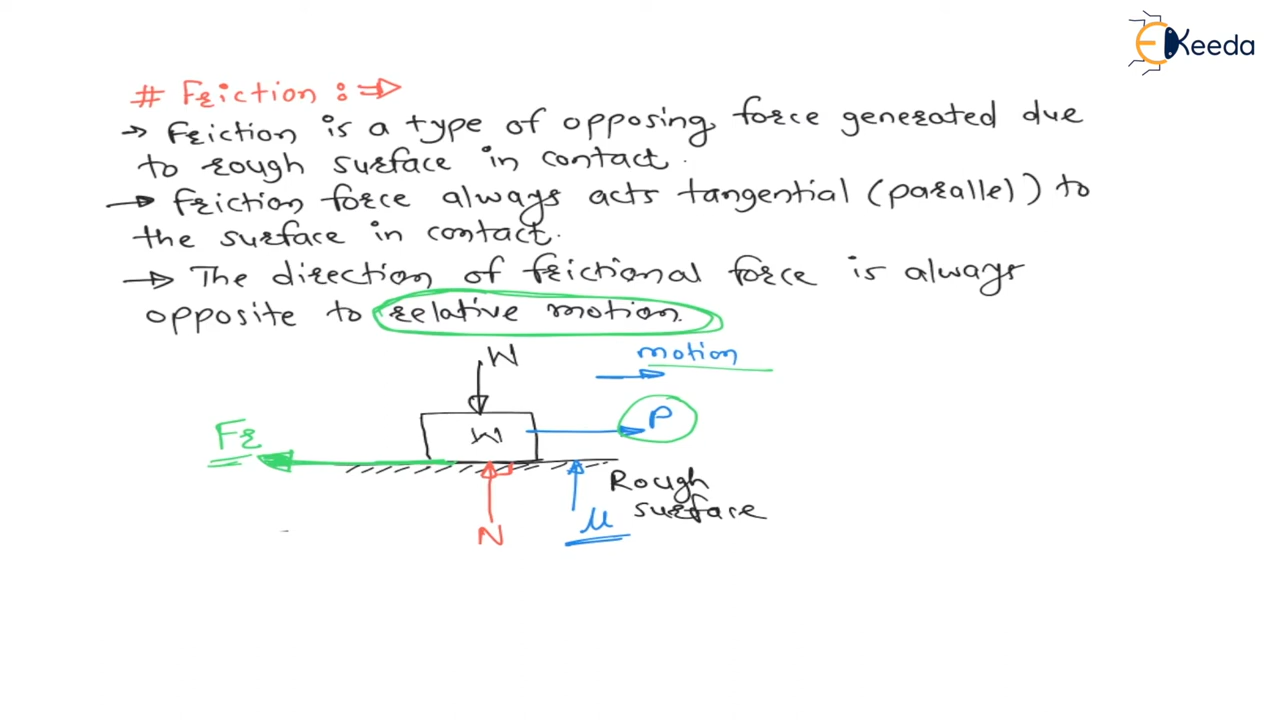 EKeeda
# Friction :⇒
→ Friction is a type of opposing force generated due
to rough surface in contact.
→ Friction force always acts tangential (parallel) to
the surface in contact.
→ The direction of frictional force is always
opposite to relative motion.
W
motion
P
Fr
W
Rough
surface
N
μ